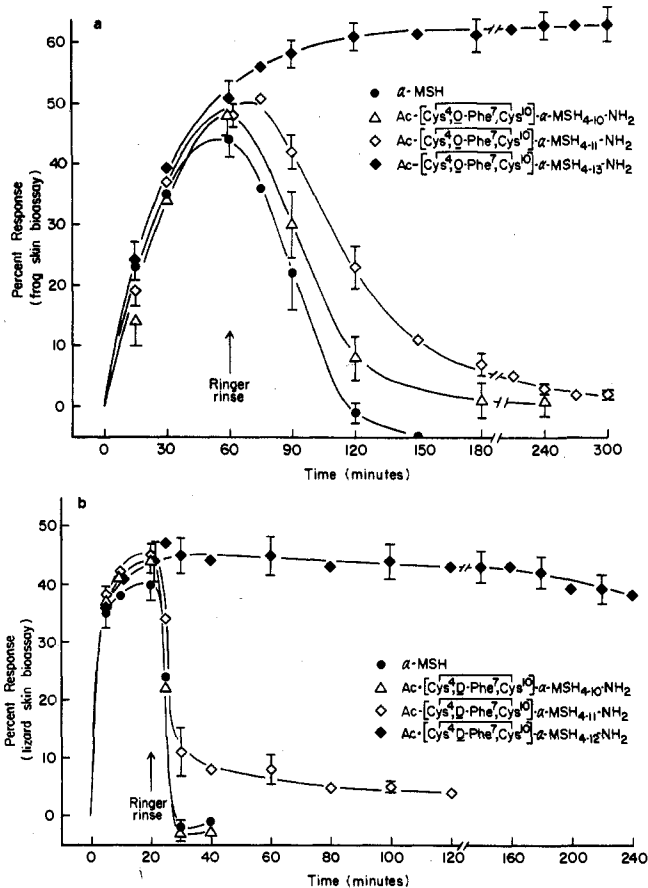 a
60
50
40
30
20
10
0
Percent Response
(frog skin bioassay)
α-MSH
Ac-[Cys⁴,D-Phe⁷,Cys¹⁰]-α-MSH₄₋₁₀-NH₂
Ac-[Cys⁴,D-Phe⁷,Cys¹⁰]-α-MSH₄₋₁₁-NH₂
Ac-[Cys⁴,D-Phe⁷,Cys¹⁰]-α-MSH₄₋₁₃-NH₂
Ringer
rinse
0 30 60 90 120 150 180 240 300
Time (minutes)
b
50
40
30
20
10
0
Percent Response
(lizard skin bioassay)
α-MSH
Ac-[Cys⁴,D-Phe⁷,Cys¹⁰]-α-MSH₄₋₁₀-NH₂
Ac-[Cys⁴,D-Phe⁷,Cys¹⁰]-α-MSH₄₋₁₁-NH₂
Ac-[Cys⁴,D-Phe⁷,Cys¹⁰]-α-MSH₄₋₁₂-NH₂
Ringer
rinse
0 20 40 60 80 100 120 160 200 240
Time (minutes)